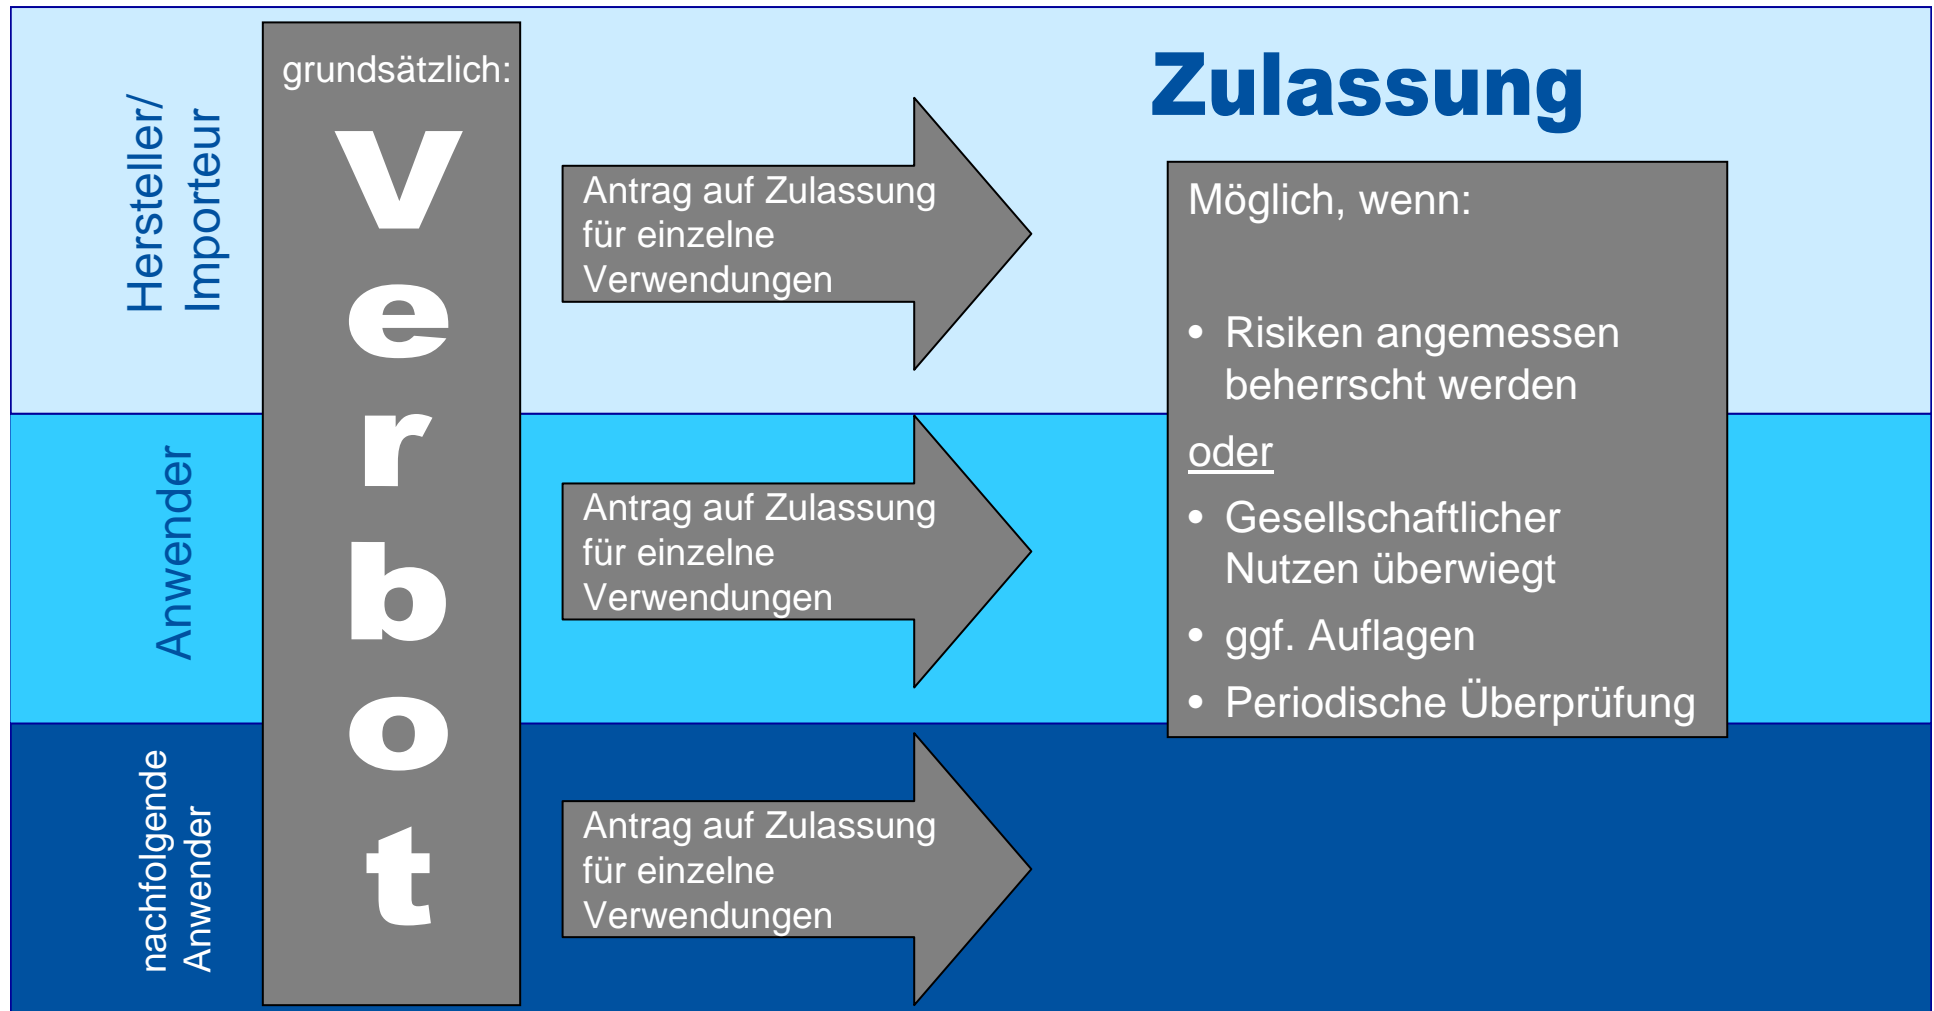 Hersteller/
Importeur
Anwender
nachfolgende
Anwender
grundsätzlich:
Verbot
Antrag auf Zulassung
für einzelne
Verwendungen
Antrag auf Zulassung
für einzelne
Verwendungen
Antrag auf Zulassung
für einzelne
Verwendungen
Zulassung
Möglich, wenn:
• Risiken angemessen
beherrscht werden
oder
• Gesellschaftlicher
Nutzen überwiegt
• ggf. Auflagen
• Periodische Überprüfung